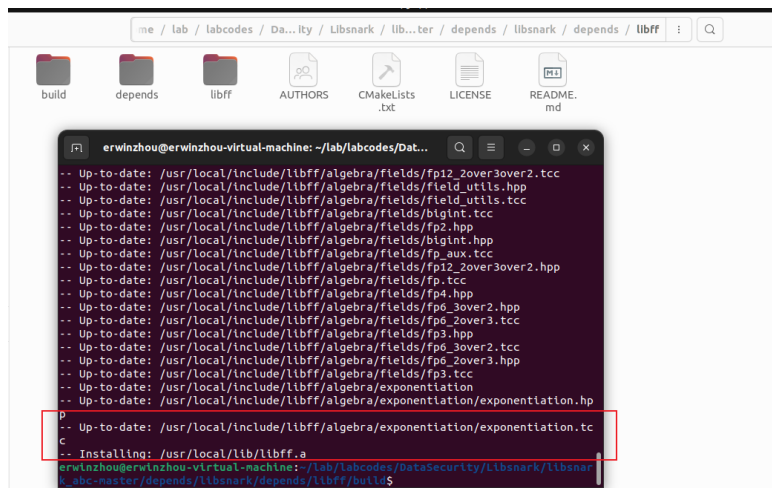 me / lab / labcodes / Da... ity / Libsnark / lib...ter / depends / libsnark / depends / libff
build
depends
libff
AUTHORS
CMakeLists
.txt
LICENSE
README.
md
erwinzhou@erwinzhou-virtual-machine: ~/lab/labcodes/Dat...
-- Up-to-date: /usr/local/include/libff/algebra/fields/fp12_2over3over2.tcc
-- Up-to-date: /usr/local/include/libff/algebra/fields/field_utils.hpp
-- Up-to-date: /usr/local/include/libff/algebra/fields/field_utils.tcc
-- Up-to-date: /usr/local/include/libff/algebra/fields/bigint.tcc
-- Up-to-date: /usr/local/include/libff/algebra/fields/fp2.hpp
-- Up-to-date: /usr/local/include/libff/algebra/fields/bigint.hpp
-- Up-to-date: /usr/local/include/libff/algebra/fields/fp_aux.tcc
-- Up-to-date: /usr/local/include/libff/algebra/fields/fp12_2over3over2.hpp
-- Up-to-date: /usr/local/include/libff/algebra/fields/fp.tcc
-- Up-to-date: /usr/local/include/libff/algebra/fields/fp4.hpp
-- Up-to-date: /usr/local/include/libff/algebra/fields/fp6_3over2.hpp
-- Up-to-date: /usr/local/include/libff/algebra/fields/fp6_2over3.tcc
-- Up-to-date: /usr/local/include/libff/algebra/fields/fp3.hpp
-- Up-to-date: /usr/local/include/libff/algebra/fields/fp6_3over2.tcc
-- Up-to-date: /usr/local/include/libff/algebra/fields/fp6_2over3.hpp
-- Up-to-date: /usr/local/include/libff/algebra/fields/fp3.tcc
-- Up-to-date: /usr/local/include/libff/algebra/exponentiation
-- Up-to-date: /usr/local/include/libff/algebra/exponentiation/exponentiation.hp
p
-- Up-to-date: /usr/local/include/libff/algebra/exponentiation/exponentiation.tc
c
-- Installing: /usr/local/lib/libff.a
erwinzhou@erwinzhou-virtual-machine:~/lab/labcodes/DataSecurity/Libsnark/libsnar
k_abc-master/depends/libsnark/depends/libff/build$